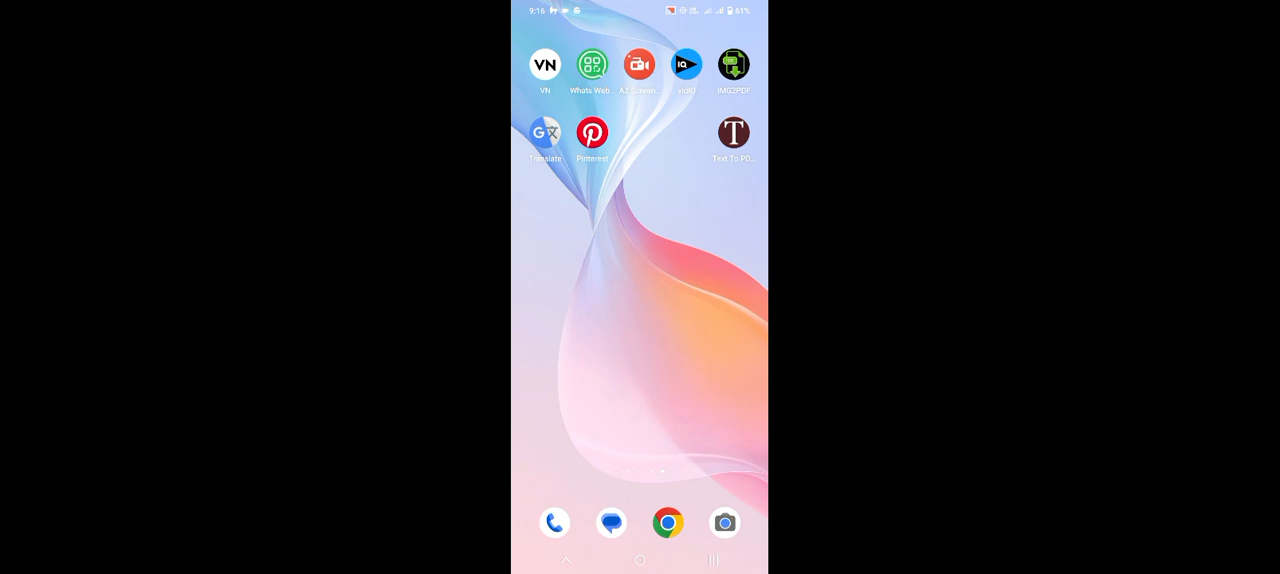 9:16 61%
VN Whats Web... AZ Screen... vidIQ IMG2PDF
Translate Pinterest Text To PD...